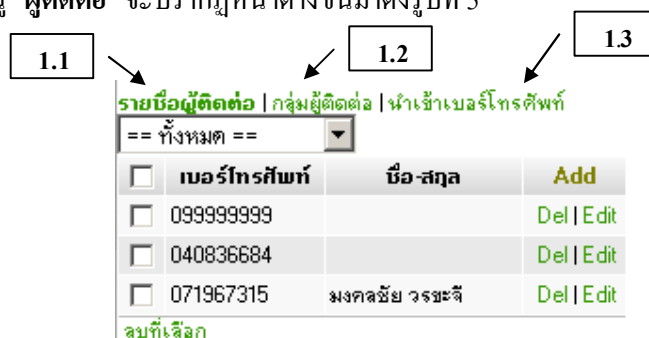 "ผู้ติดต่อ" จะปรากฏหน้าต่างขึ้นมาดังรูปที่ 5
1.1 1.2 1.3
รายชื่อผู้ติดต่อ | กลุ่มผู้ติดต่อ | นำเข้าเบอร์โทรศัพท์
== ทั้งหมด ==
เบอร์โทรศัพท์ ชื่อ-สกุล Add
099999999 Del | Edit
040836684 Del | Edit
071967315 มงคลชัย วรขะจี Del | Edit
ลบที่เลือก